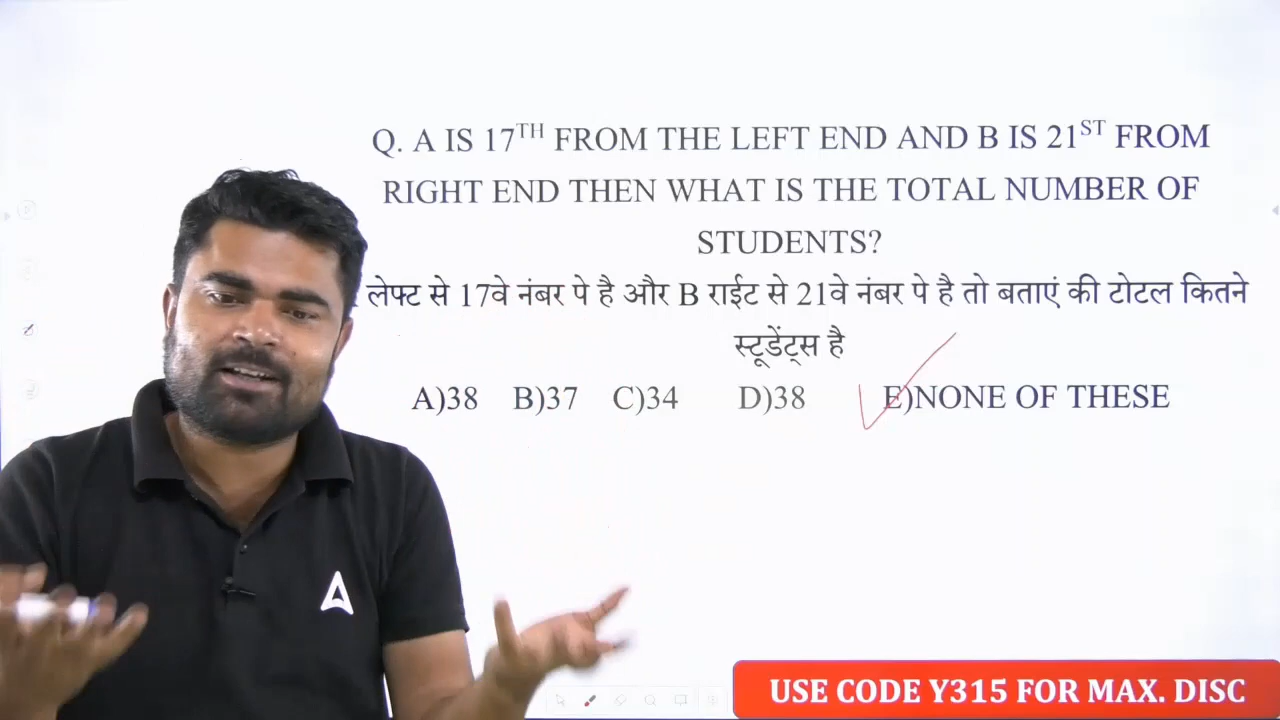 Q. A IS 17TH FROM THE LEFT END AND B IS 21ST FROM
RIGHT END THEN WHAT IS THE TOTAL NUMBER OF
STUDENTS?
लेफ्ट से 17वे नंबर पे है और B राईट से 21वे नंबर पे है तो बताएं की टोटल कितने
स्टूडेंट्स है
A)38 B)37 C)34 D)38 E)NONE OF THESE
USE CODE Y315 FOR MAX. DISC